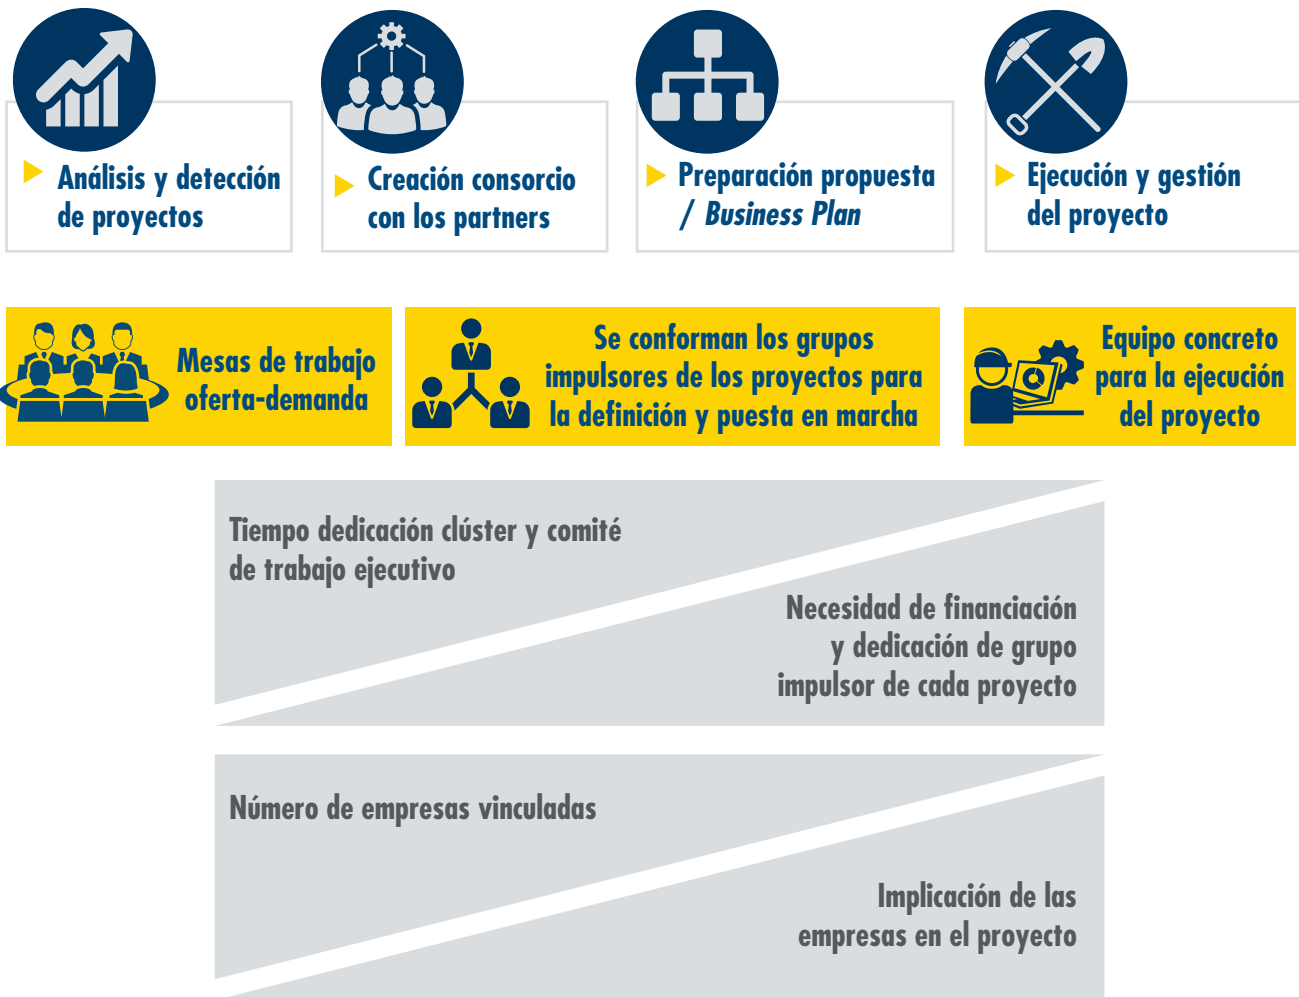 Análisis y detección
de proyectos
Creación consorcio
con los partners
Preparación propuesta
/ Business Plan
Ejecución y gestión
del proyecto
Mesas de trabajo
oferta-demanda
Se conforman los grupos
impulsores de los proyectos para
la definición y puesta en marcha
Equipo concreto
para la ejecución
del proyecto
Tiempo dedicación clúster y comité
de trabajo ejecutivo
Necesidad de financiación
y dedicación de grupo
impulsor de cada proyecto
Número de empresas vinculadas
Implicación de las
empresas en el proyecto